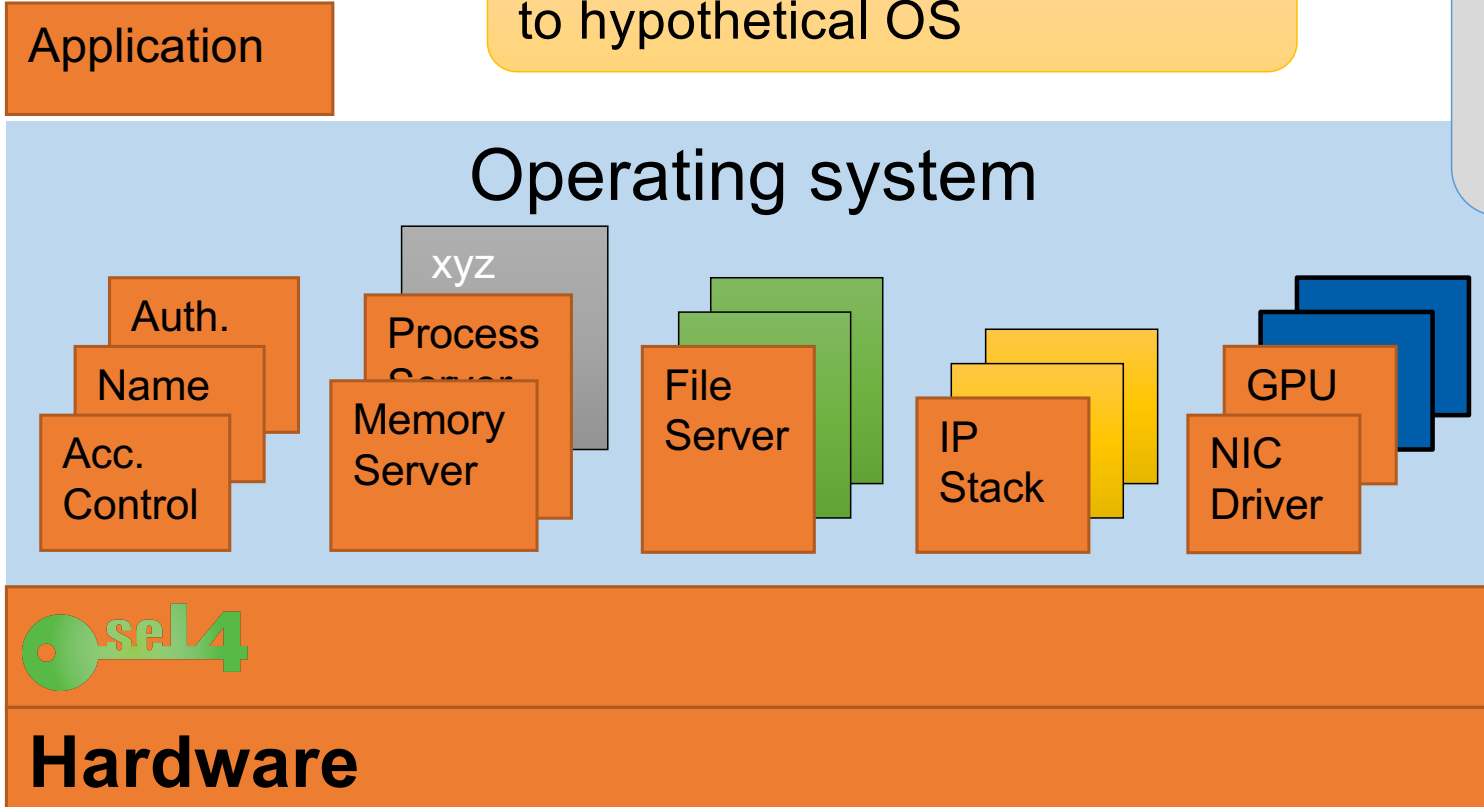 to hypothetical OS
Application
Operating system
xyz
Auth.
Process
Server
Name
Memory
Server
Acc.
Control
File
Server
IP
Stack
GPU
NIC
Driver
seL4
Hardware